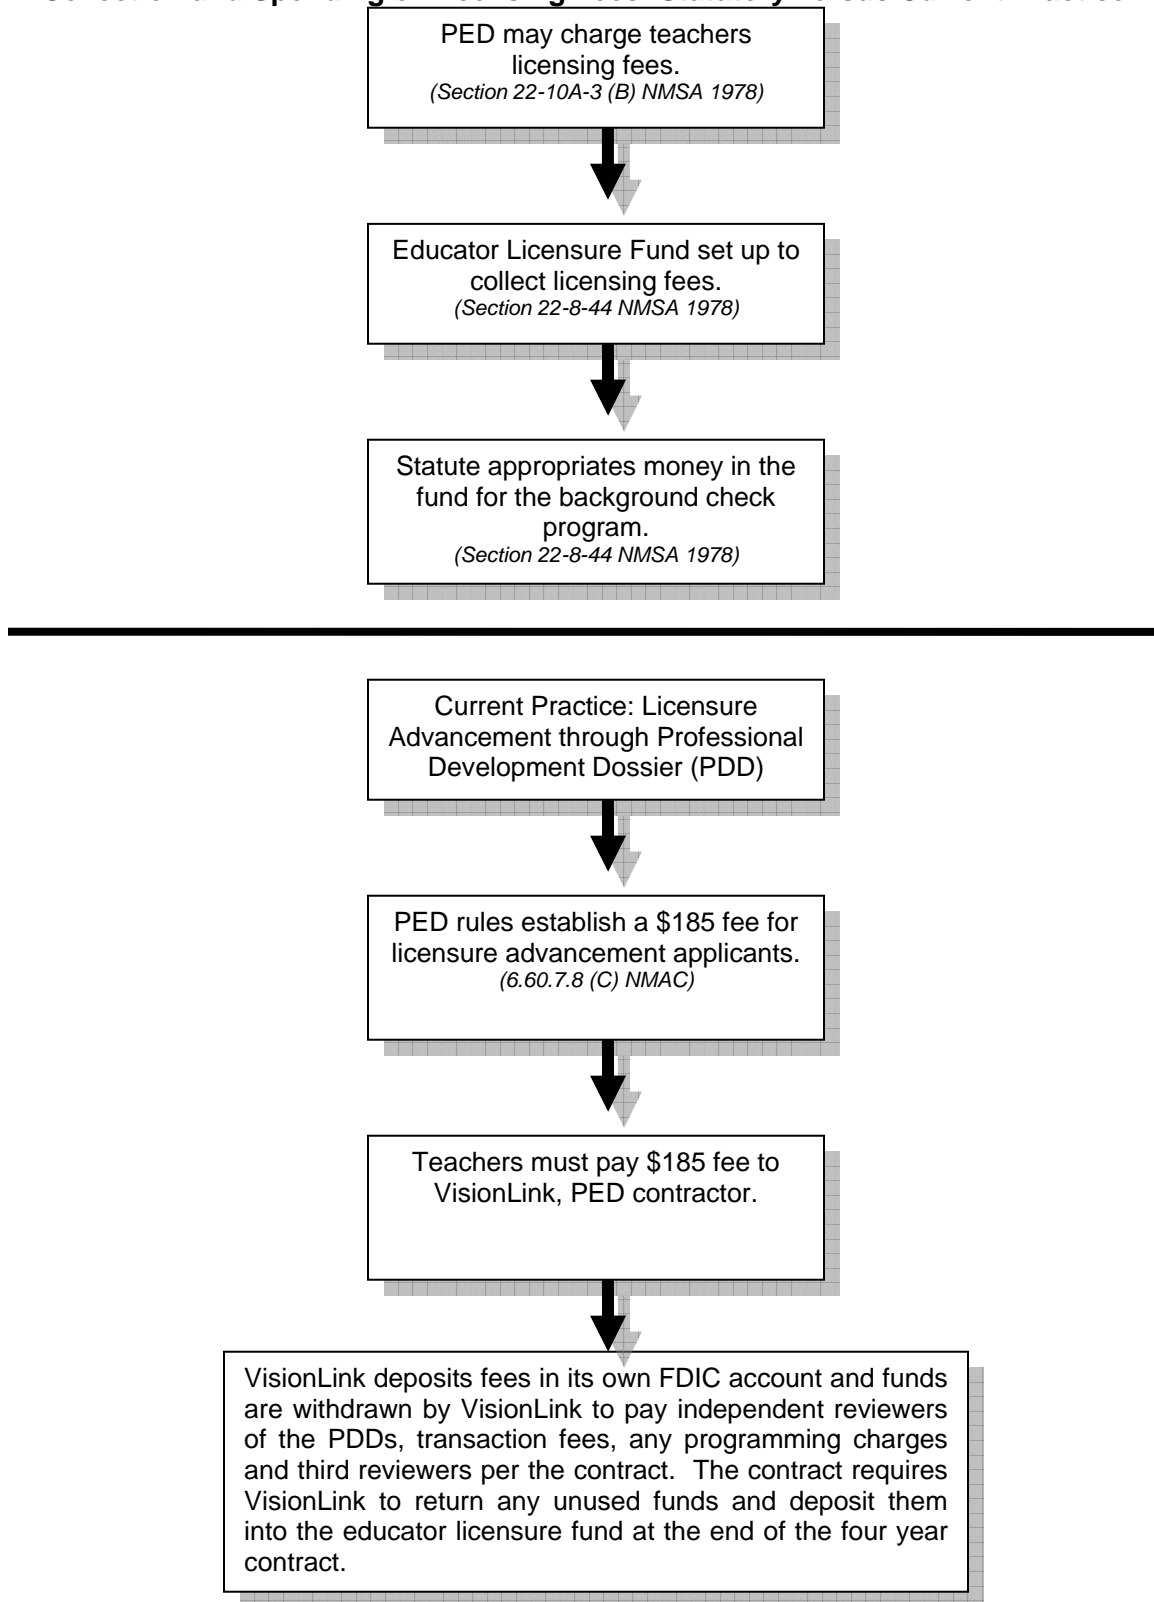 PED may charge teachers
licensing fees.
(Section 22-10A-3 (B) NMSA 1978)
Educator Licensure Fund set up to
collect licensing fees.
(Section 22-8-44 NMSA 1978)
Statute appropriates money in the
fund for the background check
program.
(Section 22-8-44 NMSA 1978)
Current Practice: Licensure
Advancement through Professional
Development Dossier (PDD)
PED rules establish a $185 fee for
licensure advancement applicants.
(6.60.7.8 (C) NMAC)
Teachers must pay $185 fee to
VisionLink, PED contractor.
VisionLink deposits fees in its own FDIC account and funds
are withdrawn by VisionLink to pay independent reviewers
of the PDDs, transaction fees, any programming charges
and third reviewers per the contract.  The contract requires
VisionLink to return any unused funds and deposit them
into the educator licensure fund at the end of the four year
contract.